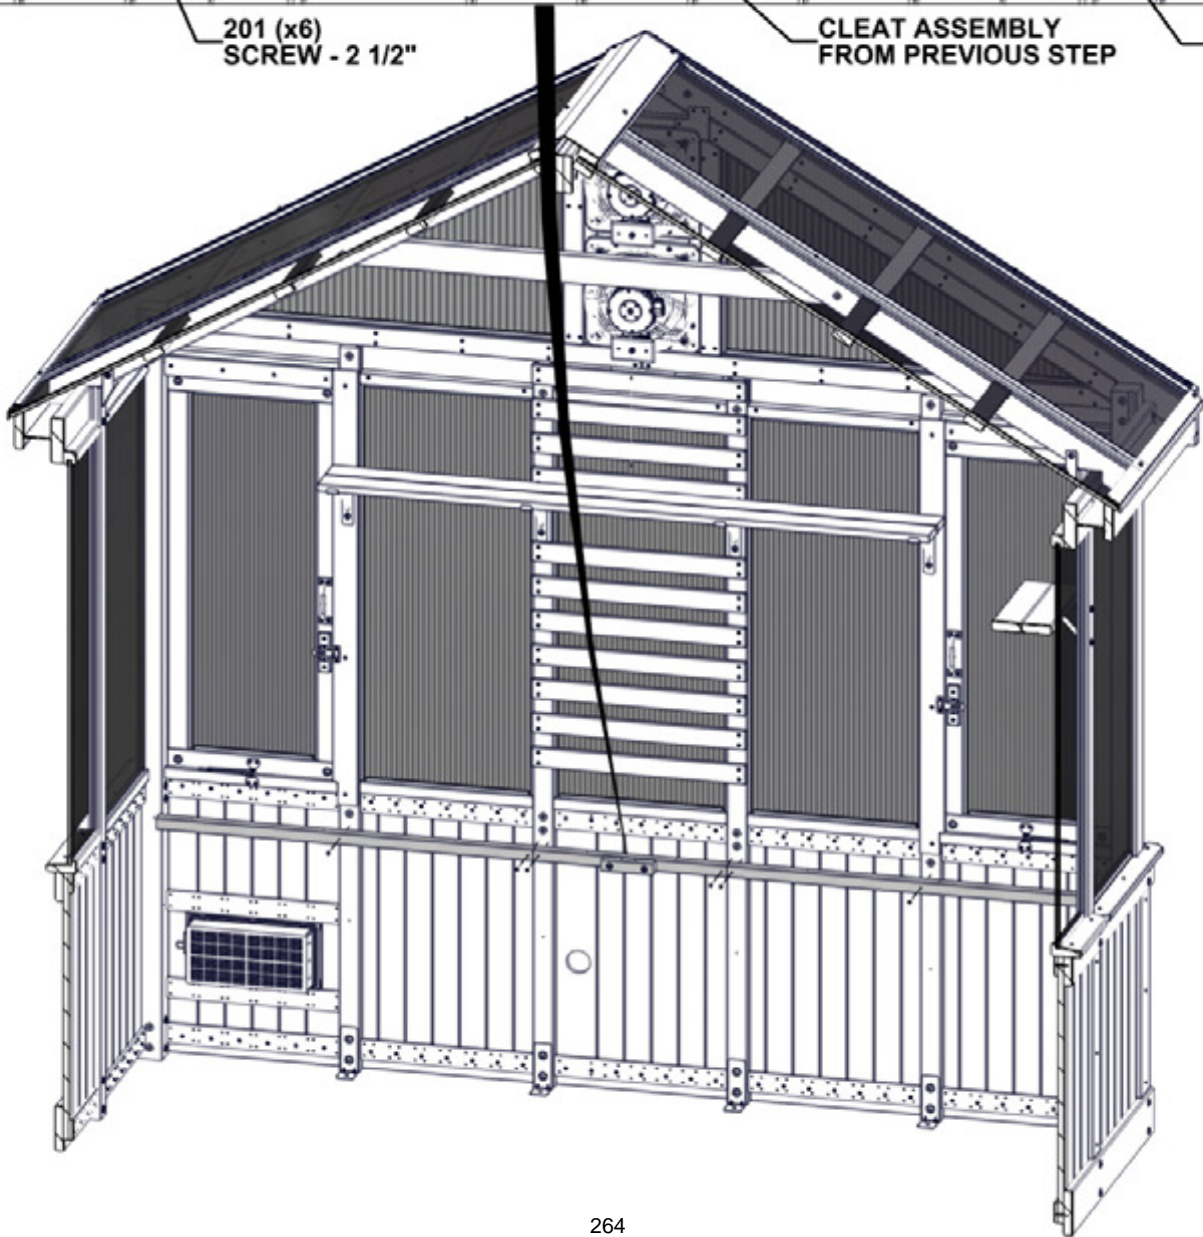 201 (x6)
SCREW - 2 1/2"
CLEAT ASSEMBLY
FROM PREVIOUS STEP
264